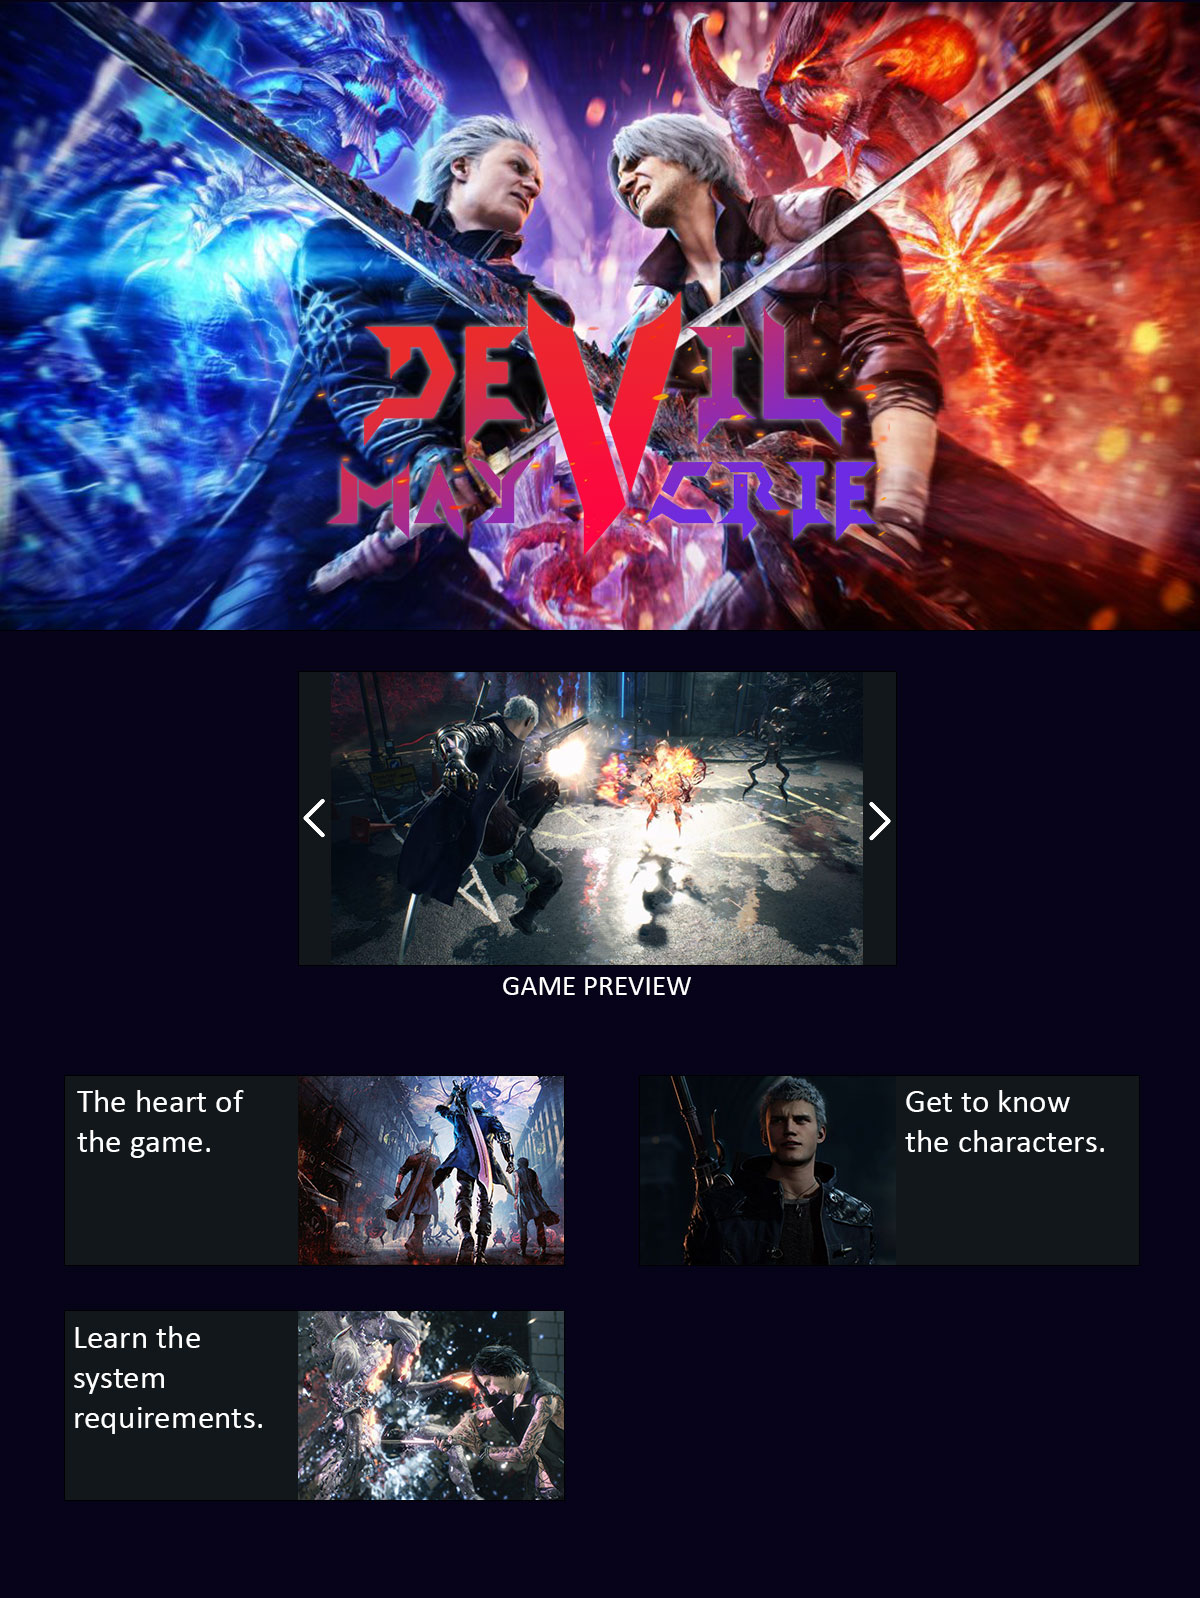 DEVIL
MAY CRIE
GAME PREVIEW
The heart of
the game.
Get to know
the characters.
Learn the
system
requirements.